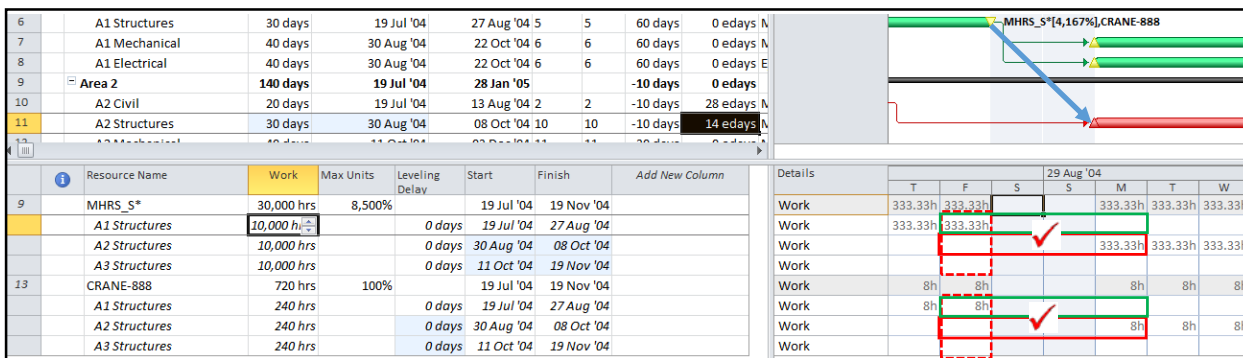 6 A1 Structures 30 days 19 Jul '04 27 Aug '04 5 5 60 days 0 edays MHRS_S*[4,167%],CRANE-888
7 A1 Mechanical 40 days 30 Aug '04 22 Oct '04 6 6 60 days 0 edays
8 A1 Electrical 40 days 30 Aug '04 22 Oct '04 6 6 60 days 0 edays E
9 Area 2 140 days 19 Jul '04 28 Jan '05 -10 days 0 edays
10 A2 Civil 20 days 19 Jul '04 13 Aug '04 2 2 -10 days 28 edays
11 A2 Structures 30 days 30 Aug '04 08 Oct '04 10 10 -10 days 14 edays
Resource Name Work Max Units Leveling Delay Start Finish Add New Column Details 29 Aug '04
T F S S M T W
9 MHRS_S* 30,000 hrs 8,500% 19 Jul '04 19 Nov '04 Work 333.33h 333.33h 333.33h 333.33h 333.33h
A1 Structures 10,000 0 days 19 Jul '04 27 Aug '04 Work 333.33h 333.33h
A2 Structures 10,000 hrs 0 days 30 Aug '04 08 Oct '04 Work 333.33h 333.33h 333.33h
A3 Structures 10,000 hrs 0 days 11 Oct '04 19 Nov '04 Work
13 CRANE-888 720 hrs 100% 19 Jul '04 19 Nov '04 Work 8h 8h 8h 8h
A1 Structures 240 hrs 0 days 19 Jul '04 27 Aug '04 Work 8h 8h
A2 Structures 240 hrs 0 days 30 Aug '04 08 Oct '04 Work 8h 8h
A3 Structures 240 hrs 0 days 11 Oct '04 19 Nov '04 Work